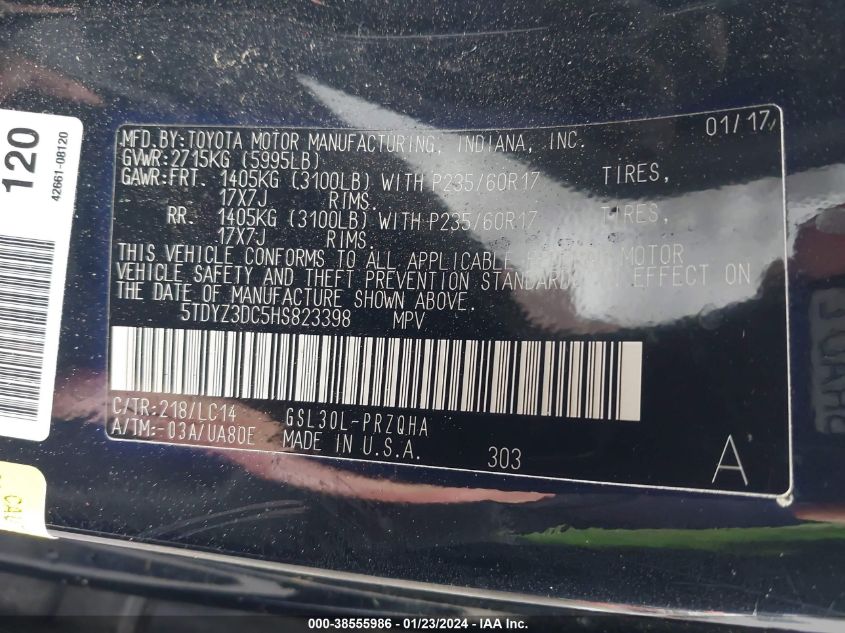 120
42661-08120
MFD.BY:TOYOTA MOTOR MANUFACTURING, INDIANA, INC. 01/17
GVWR:2715KG (5995LB)
GAWR:FRT. 1405KG (3100LB) WITH P235/60R17 TIRES,
17X7J RIMS.
RR. 1405KG (3100LB) WITH P235/60R17 TIRES,
17X7J RIMS.
THIS VEHICLE CONFORMS TO ALL APPLICABLE MOTOR
VEHICLE SAFETY AND THEFT PREVENTION STANDARDS IN EFFECT ON
THE DATE OF MANUFACTURE SHOWN ABOVE.
5TDYZ3DC5HS823398 MPV
C/TR:218/LC14 GSL30L-PRZQHA
A/TM:-03A/UA80E MADE IN U.S.A. 303 A
000-38555986 - 01/23/2024 - IAAI Inc.